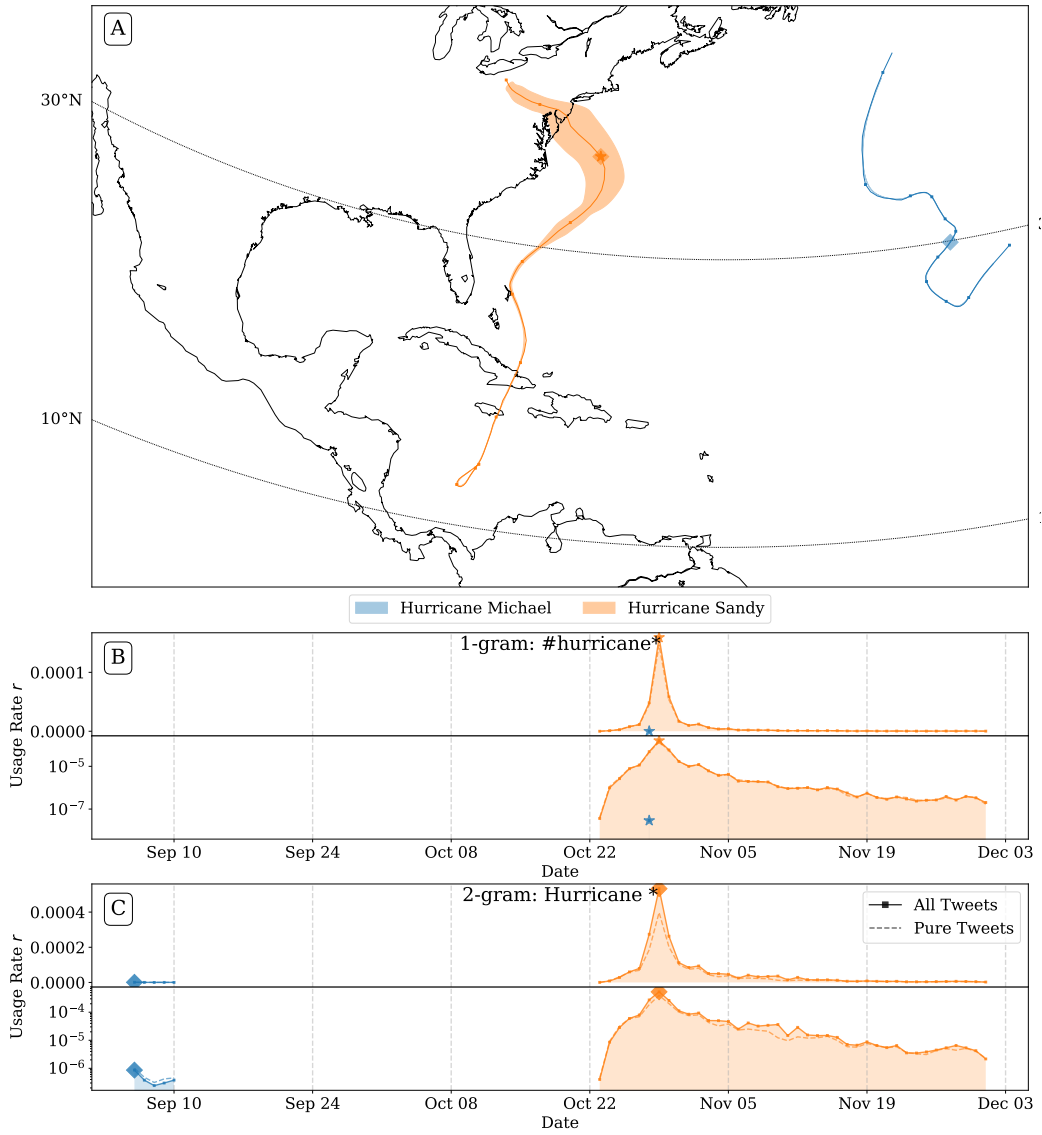 A
30°N
3
10°N
1
Hurricane Michael
Hurricane Sandy
B
1-gram: #hurricane*
0.0001
0.0000
10⁻⁵
10⁻⁷
Usage Rate r
Sep 10
Sep 24
Oct 08
Oct 22
Nov 05
Nov 19
Dec 03
Date
C
2-gram: Hurricane *
All Tweets
Pure Tweets
0.0004
0.0002
0.0000
10⁻⁴
10⁻⁵
10⁻⁶
Usage Rate r
Sep 10
Sep 24
Oct 08
Oct 22
Nov 05
Nov 19
Dec 03
Date